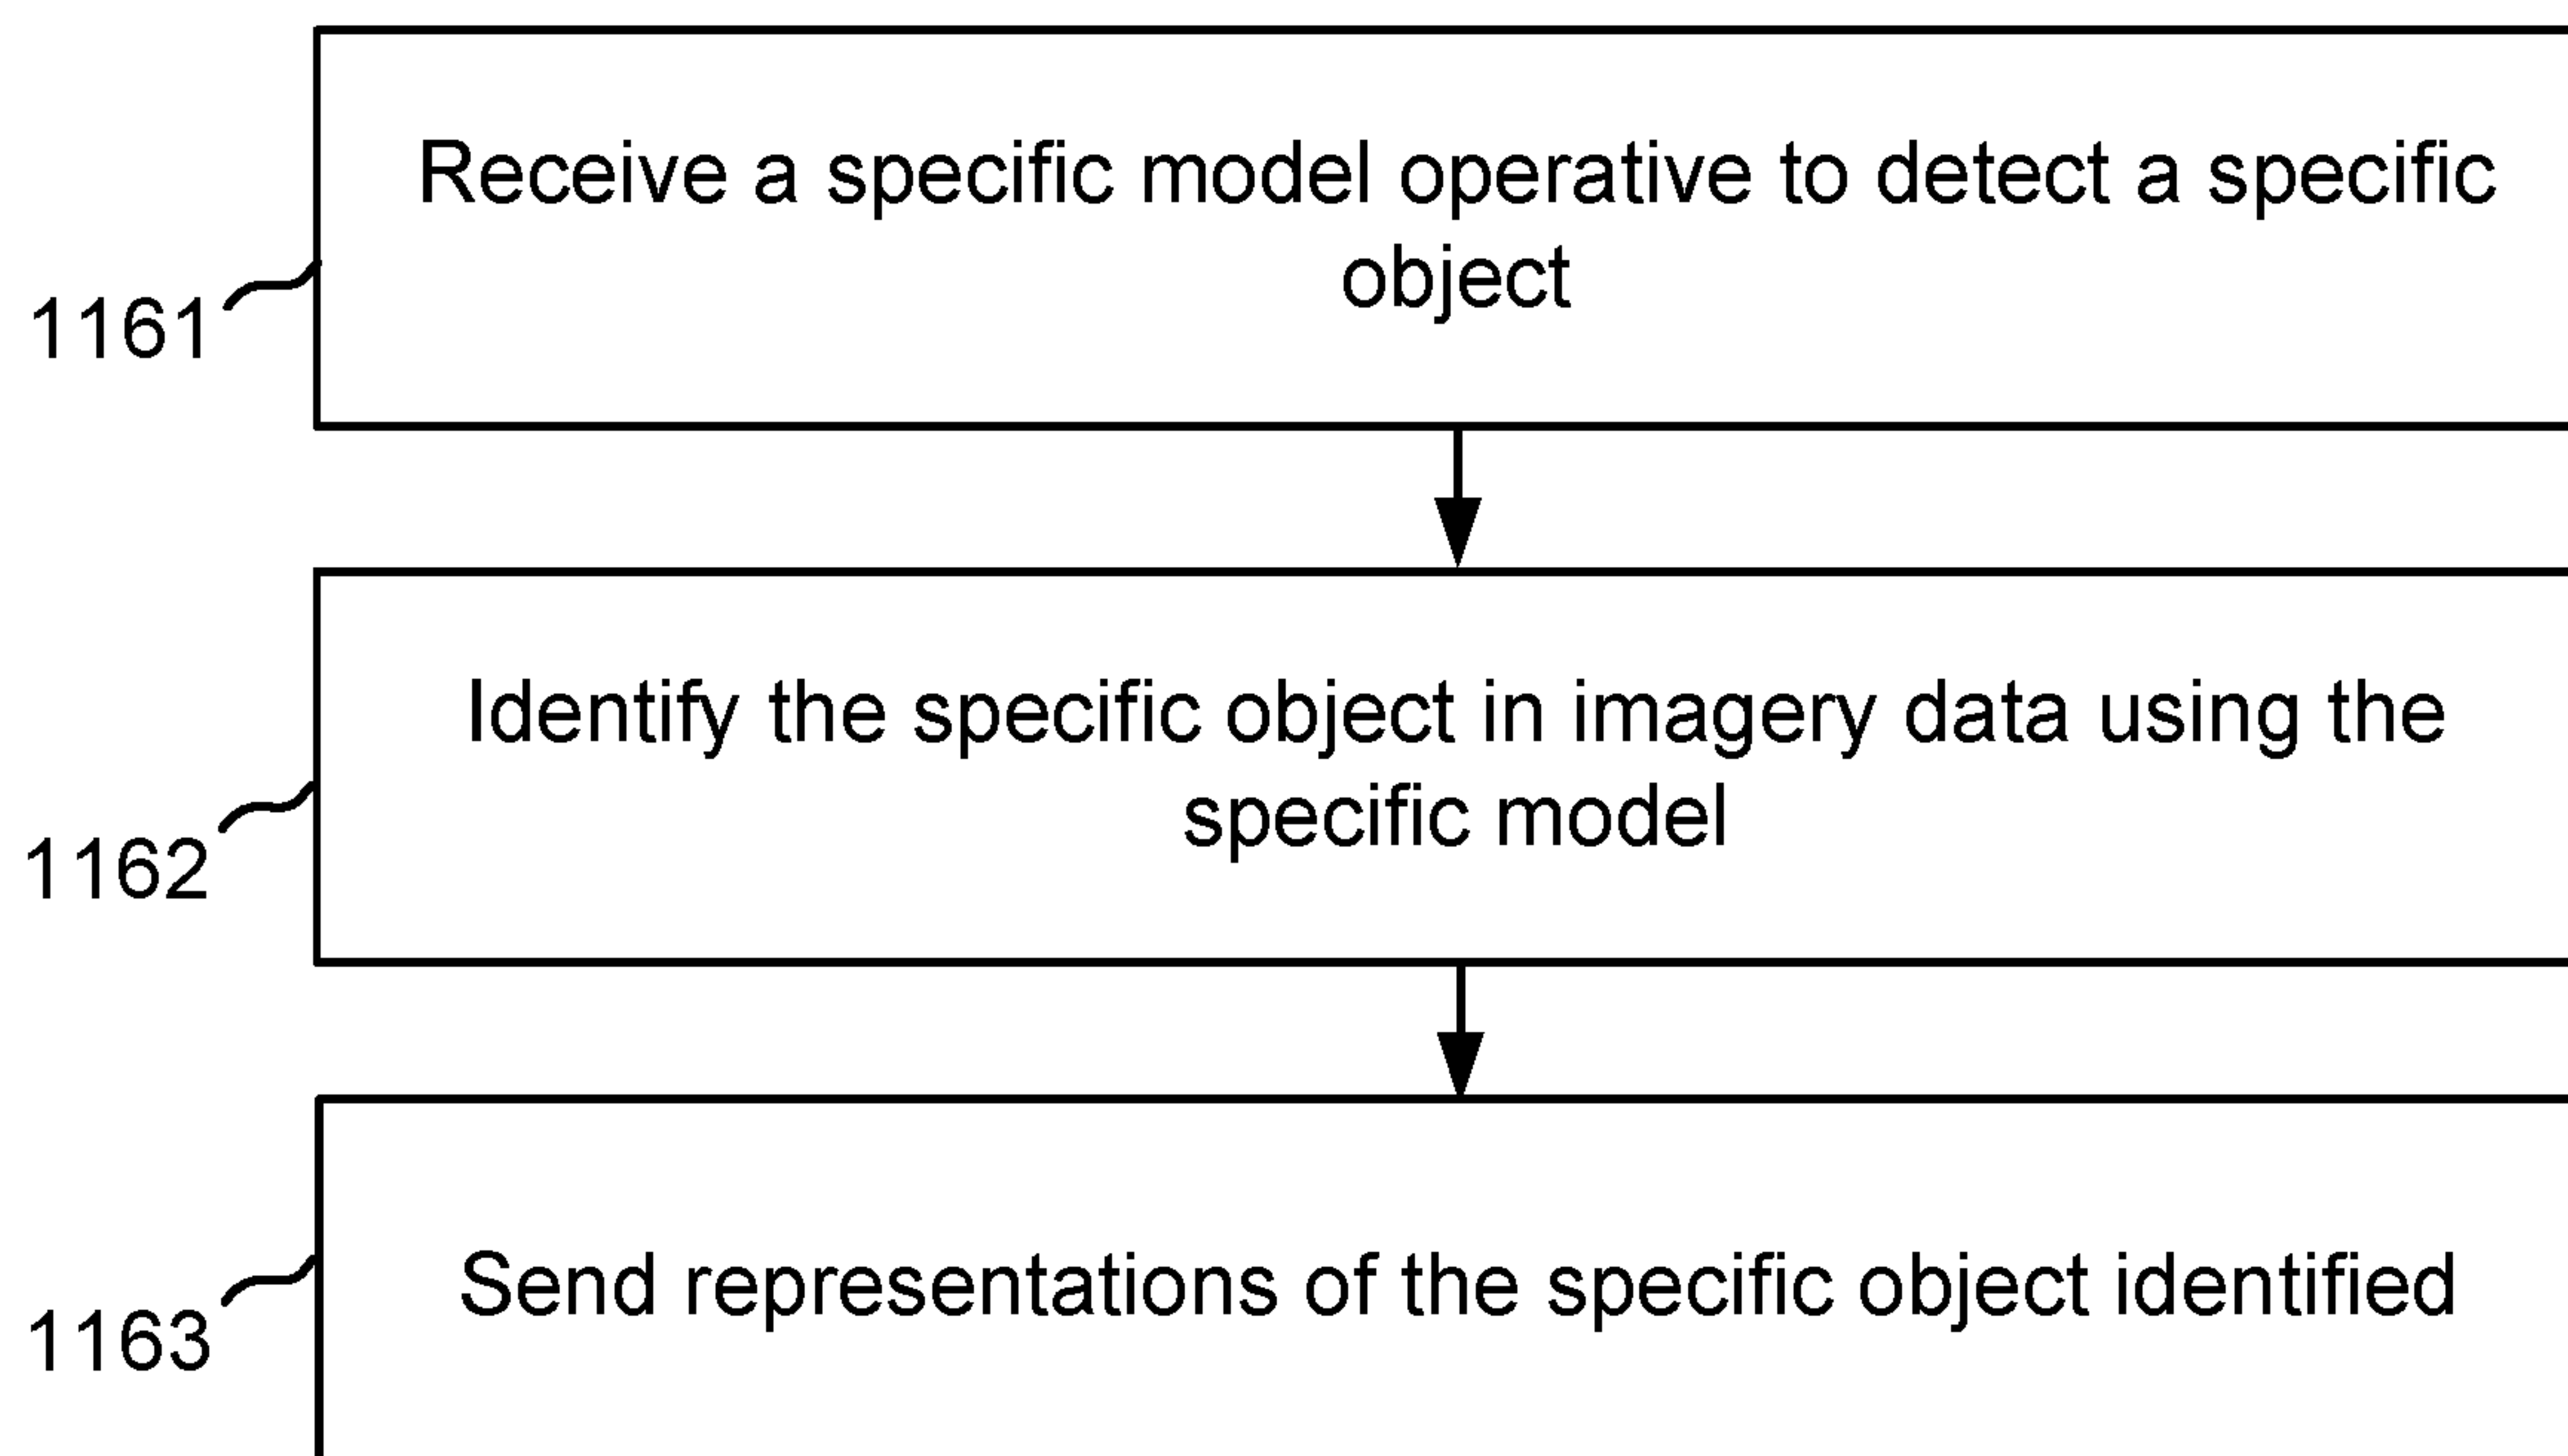 Receive a specific model operative to detect a specific
object
1161
Identify the specific object in imagery data using the
specific model
1162
Send representations of the specific object identified
1163